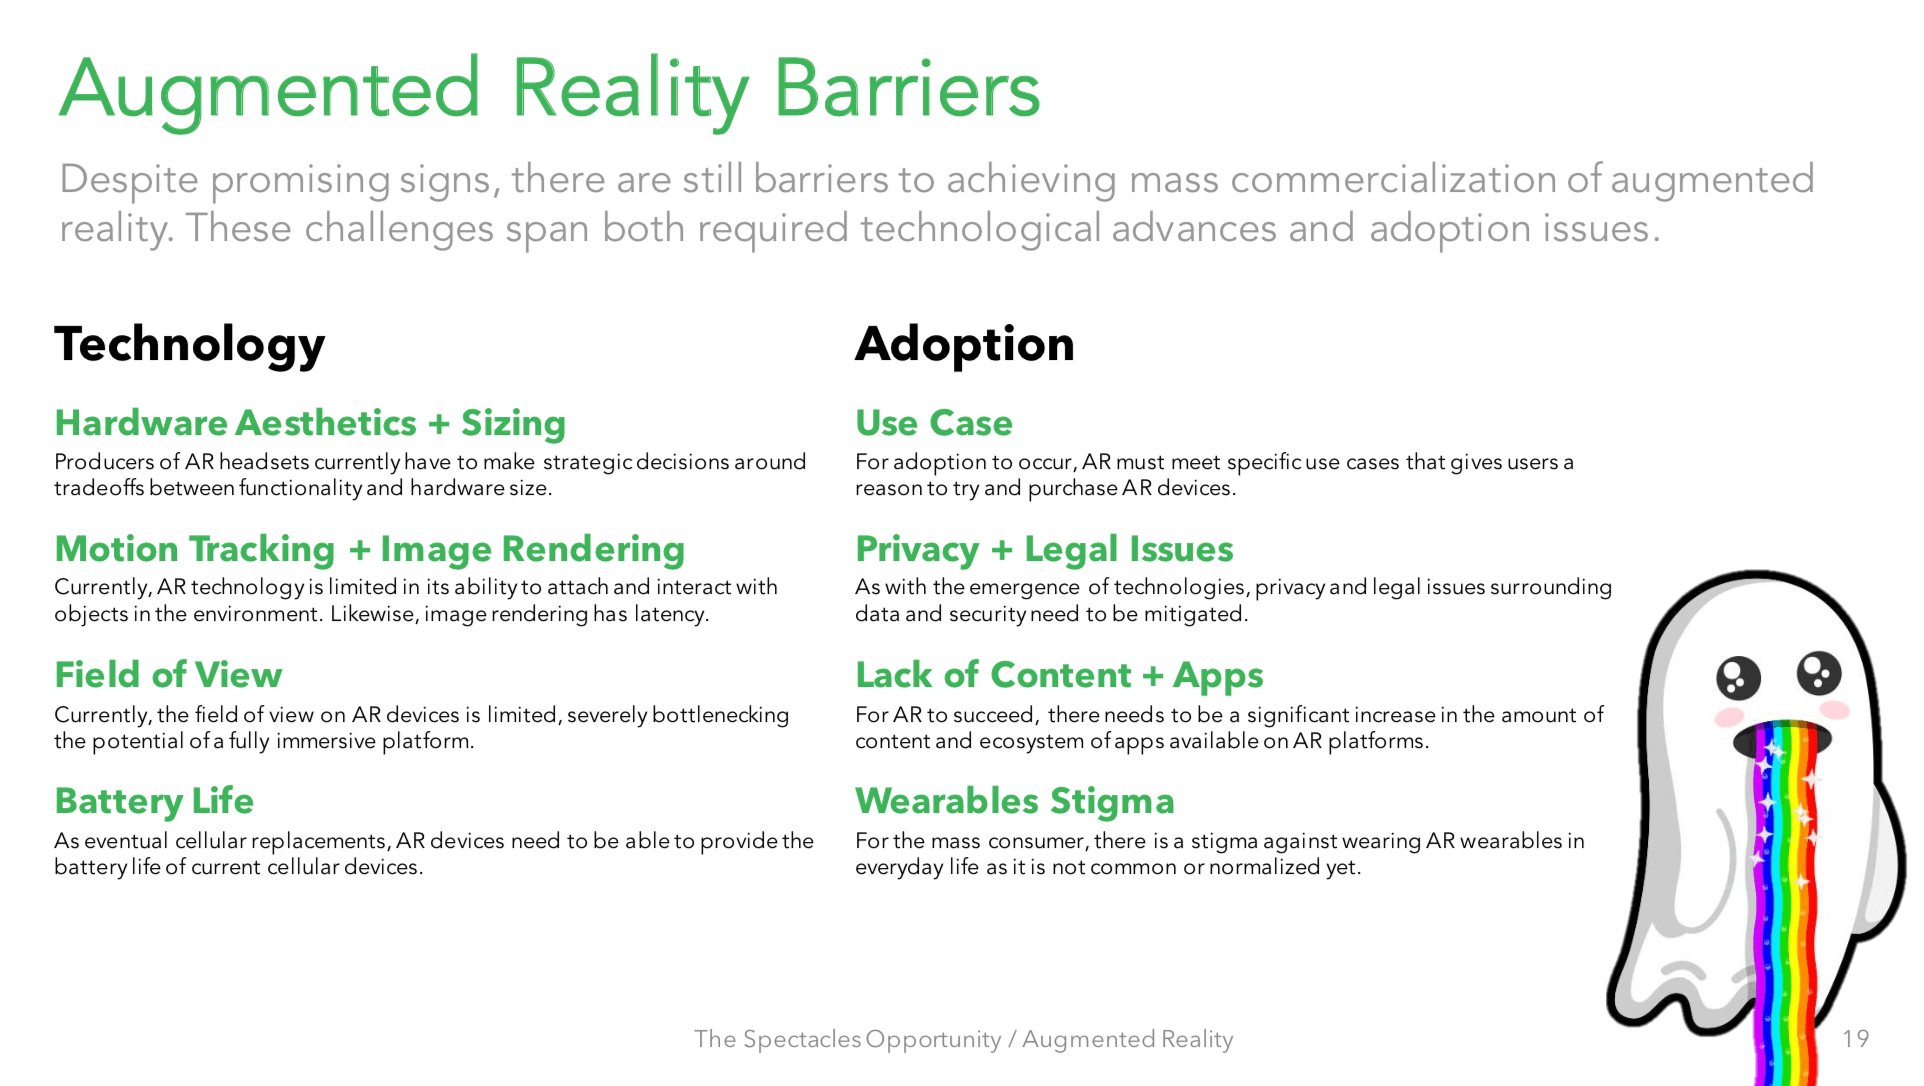 Augmented Reality Barriers
Despite promising signs, there are still barriers to achieving mass commercialization of augmented
reality. These challenges span both required technological advances and adoption issues.
Technology
Hardware Aesthetics + Sizing
Producers of AR headsets currently have to make strategic decisions around
tradeoffs between functionality and hardware size.
Motion Tracking + Image Rendering
Currently, AR technology is limited in its ability to attach and interact with
objects in the environment. Likewise, image rendering has latency.
Field of View
Currently, the field of view on AR devices is limited, severely bottlenecking
the potential of a fully immersive platform.
Battery Life
As eventual cellular replacements, AR devices need to be able to provide the
battery life of current cellular devices.
Adoption
Use Case
For adoption to occur, AR must meet specific use cases that gives users a
reason to try and purchase AR devices.
Privacy + Legal Issues
As with the emergence of technologies, privacy and legal issues surrounding
data and security need to be mitigated.
Lack of Content + Apps
For AR to succeed, there needs to be a significant increase in the amount of
content and ecosystem of apps available on AR platforms.
Wearables Stigma
For the mass consumer, there is a stigma against wearing AR wearables in
everyday life as it is not common or normalized yet.
The Spectacles Opportunity / Augmented Reality
19